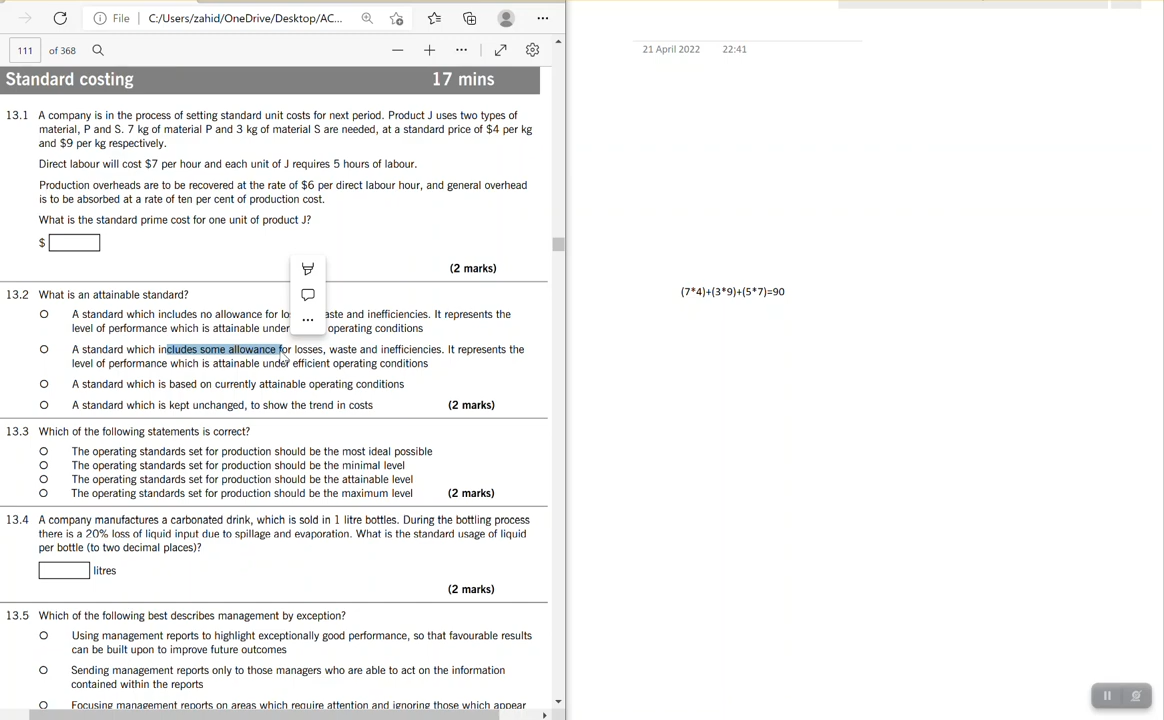 File | C:/Users/zahid/OneDrive/Desktop/AC...
111 of 368
Standard costing 17 mins
13.1 A company is in the process of setting standard unit costs for next period. Product J uses two types of
material, P and S. 7 kg of material P and 3 kg of material S are needed, at a standard price of $4 per kg
and $9 per kg respectively.
Direct labour will cost $7 per hour and each unit of J requires 5 hours of labour.
Production overheads are to be recovered at the rate of $6 per direct labour hour, and general overhead
is to be absorbed at a rate of ten per cent of production cost.
What is the standard prime cost for one unit of product J?
$
(2 marks)
13.2 What is an attainable standard?
A standard which includes no allowance for lo aste and inefficiencies. It represents the
level of performance which is attainable under operating conditions
A standard which includes some allowance for losses, waste and inefficiencies. It represents the
level of performance which is attainable under efficient operating conditions
A standard which is based on currently attainable operating conditions
A standard which is kept unchanged, to show the trend in costs (2 marks)
13.3 Which of the following statements is correct?
The operating standards set for production should be the most ideal possible
The operating standards set for production should be the minimal level
The operating standards set for production should be the attainable level
The operating standards set for production should be the maximum level (2 marks)
13.4 A company manufactures a carbonated drink, which is sold in 1 litre bottles. During the bottling process
there is a 20% loss of liquid input due to spillage and evaporation. What is the standard usage of liquid
per bottle (to two decimal places)?
litres
(2 marks)
13.5 Which of the following best describes management by exception?
Using management reports to highlight exceptionally good performance, so that favourable results
can be built upon to improve future outcomes
Sending management reports only to those managers who are able to act on the information
contained within the reports
Focusing management reports on areas which require attention and ignoring those which appear
21 April 2022 22:41
(7*4)+(3*9)+(5*7)=90